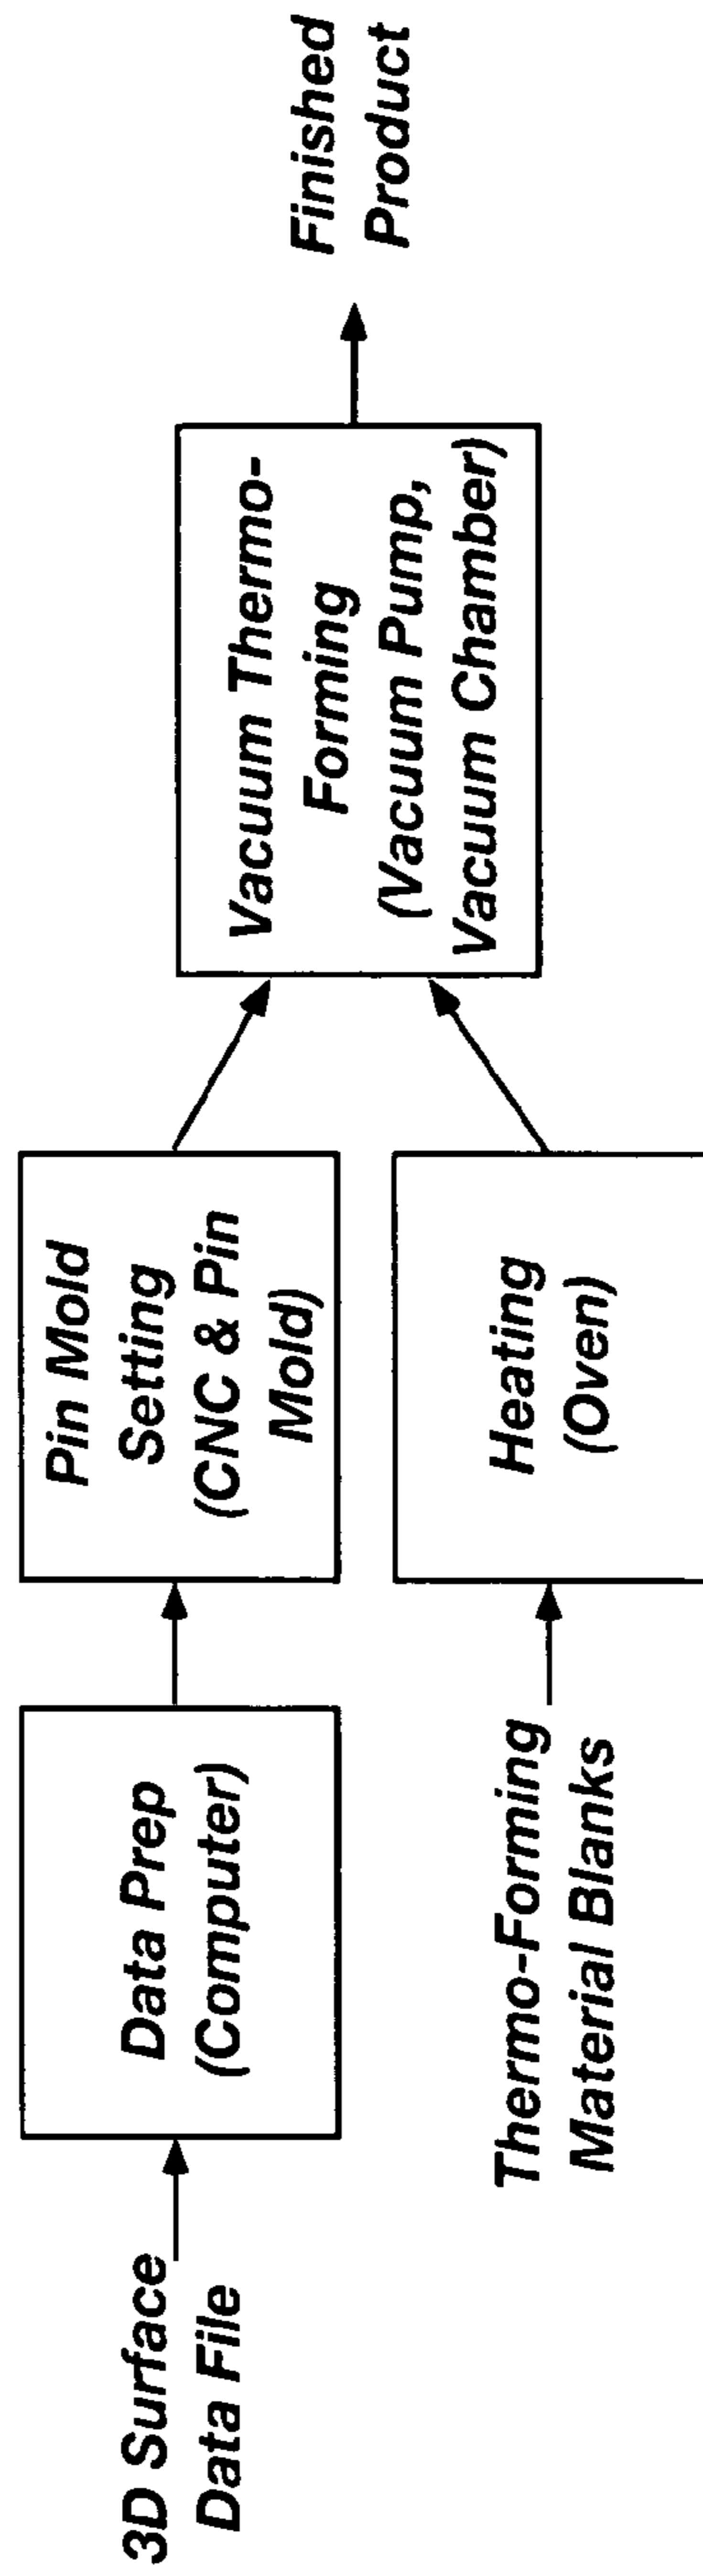 3D Surface
Data File
Data Prep
(Computer)
Pin Mold
Setting
(CNC & Pin
Mold)
Thermo-Forming
Material Blanks
Heating
(Oven)
Vacuum Thermo-
Forming
(Vacuum Pump,
Vacuum Chamber)
Finished
Product